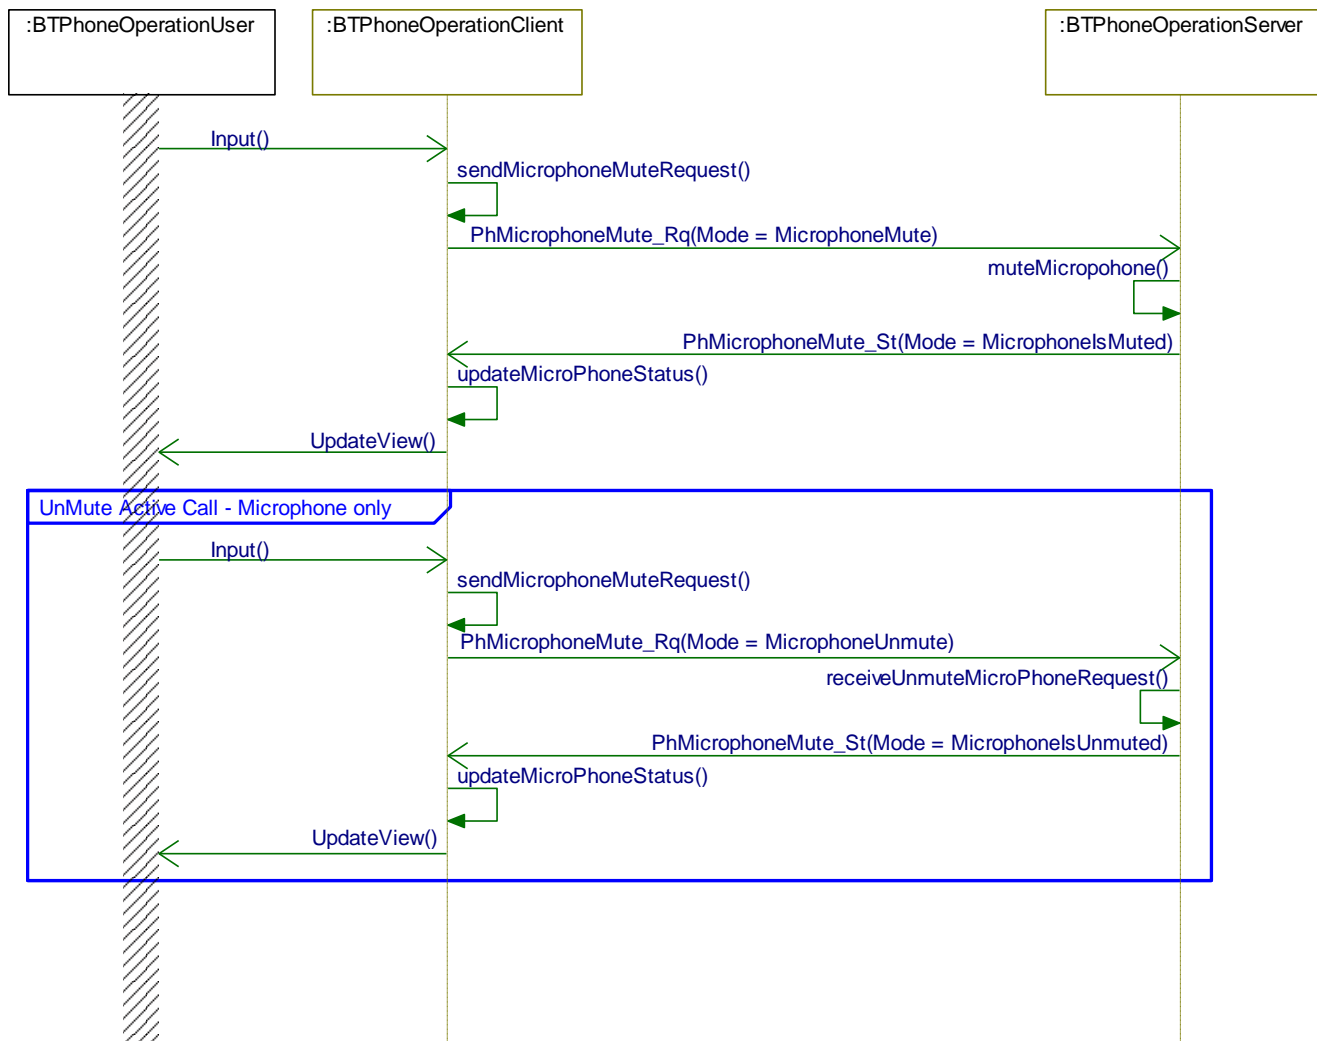 :BTPhoneOperationUser
:BTPhoneOperationClient
:BTPhoneOperationServer
Input()
sendMicrophoneMuteRequest()
PhMicrophoneMute_Rq(Mode = MicrophoneMute)
muteMicropohone()
PhMicrophoneMute_St(Mode = MicrophoneIsMuted)
updateMicroPhoneStatus()
UpdateView()
UnMute Active Call - Microphone only
Input()
sendMicrophoneMuteRequest()
PhMicrophoneMute_Rq(Mode = MicrophoneUnmute)
receiveUnmuteMicroPhoneRequest()
PhMicrophoneMute_St(Mode = MicrophoneIsUnmuted)
updateMicroPhoneStatus()
UpdateView()